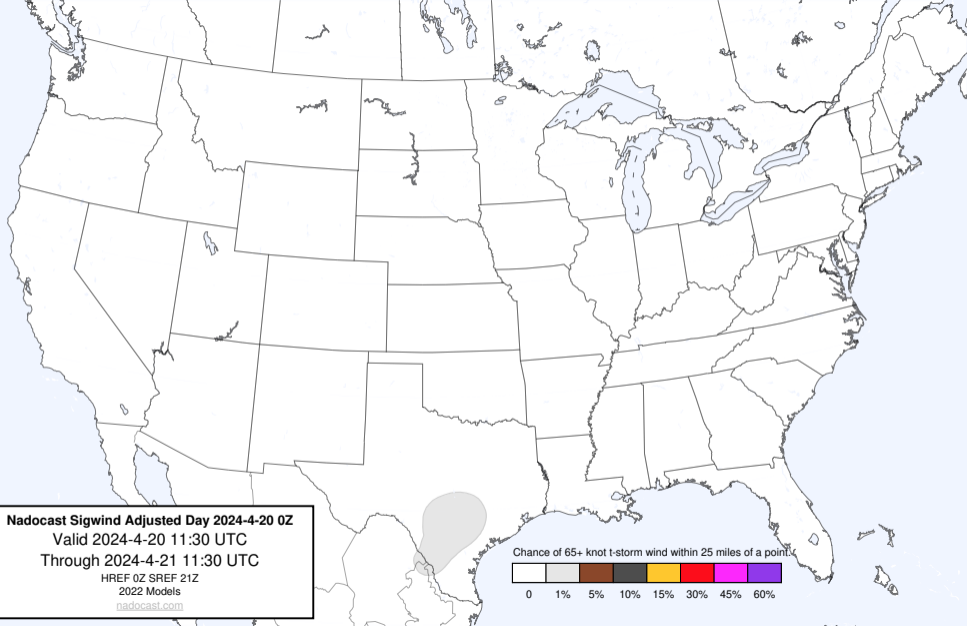 Nadocast Sigwind Adjusted Day 2024-4-20 0Z
Valid 2024-4-20 11:30 UTC
Through 2024-4-21 11:30 UTC
HREF 0Z SREF 21Z
2022 Models
nadocast.com
Chance of 65+ knot t-storm wind within 25 miles of a point.
0 1% 5% 10% 15% 30% 45% 60%